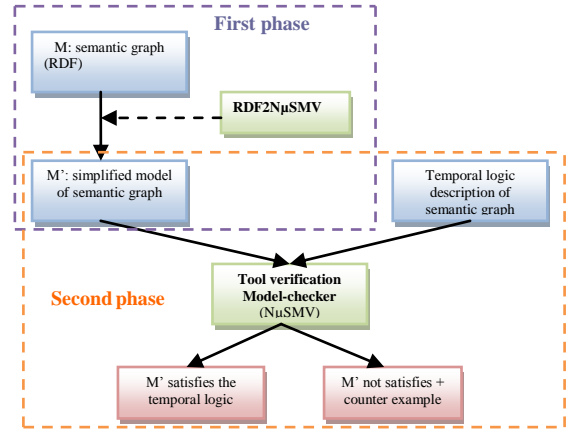 First phase
M: semantic graph
(RDF)
RDF2NµSMV
M’: simplified model
of semantic graph
Temporal logic
description of
semantic graph
Second phase
Tool verification
Model-checker
(NµSMV)
M’ satisfies the
temporal logic
M’ not satisfies +
counter example